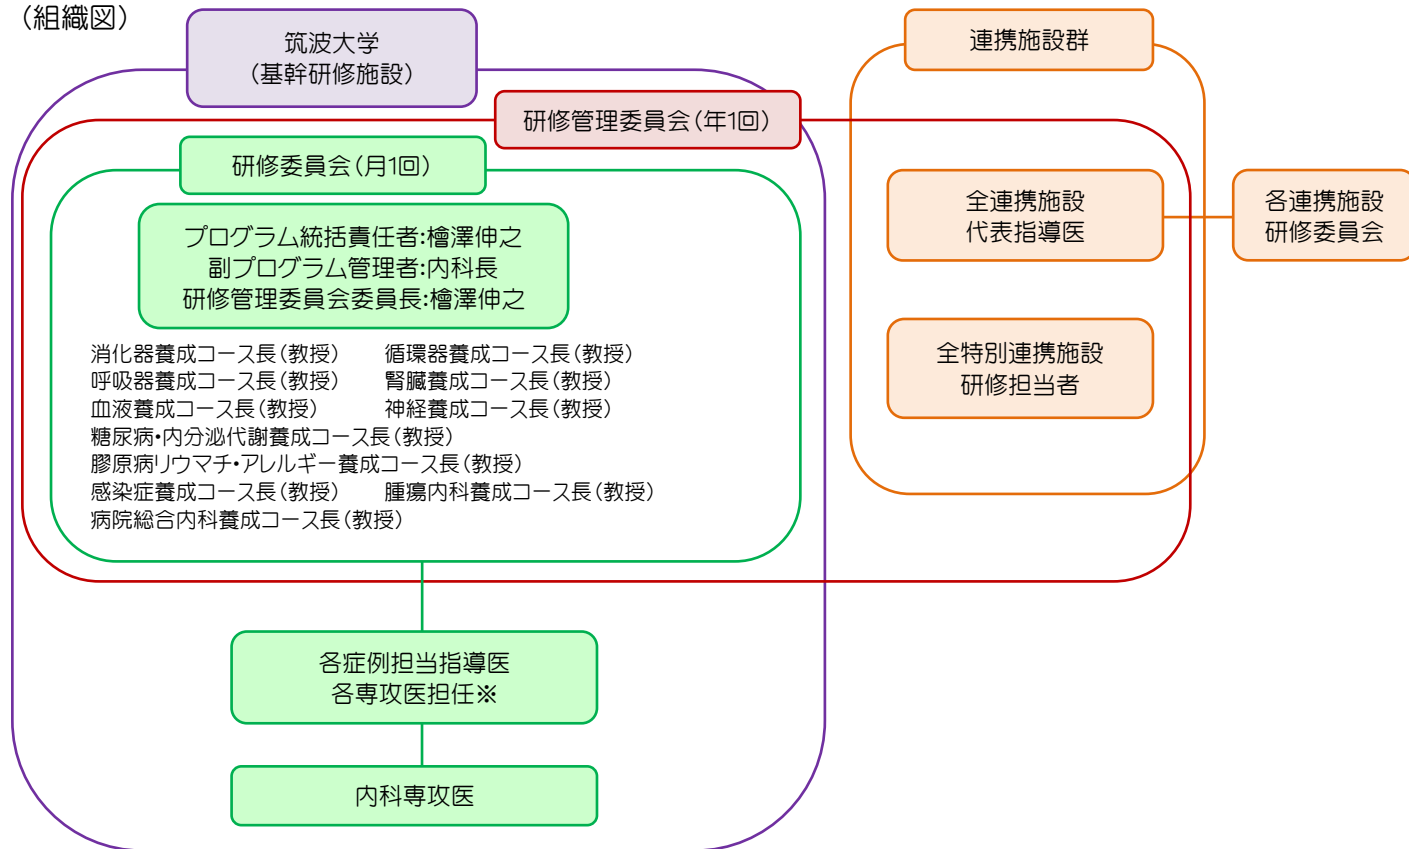 （組織図）
筑波大学
（基幹研修施設）
連携施設群
研修管理委員会（年1回）
研修委員会（月1回）
プログラム統括責任者:檜澤伸之
副プログラム管理者:内科長
研修管理委員会委員長:檜澤伸之
消化器養成コース長（教授） 循環器養成コース長（教授）
呼吸器養成コース長（教授） 腎臓養成コース長（教授）
血液養成コース長（教授） 神経養成コース長（教授）
糖尿病・内分泌代謝養成コース長（教授）
膠原病リウマチ・アレルギー養成コース長（教授）
感染症養成コース長（教授） 腫瘍内科養成コース長（教授）
病院総合内科養成コース長（教授）
全連携施設
代表指導医
各連携施設
研修委員会
全特別連携施設
研修担当者
各症例担当指導医
各専攻医担任※
内科専攻医